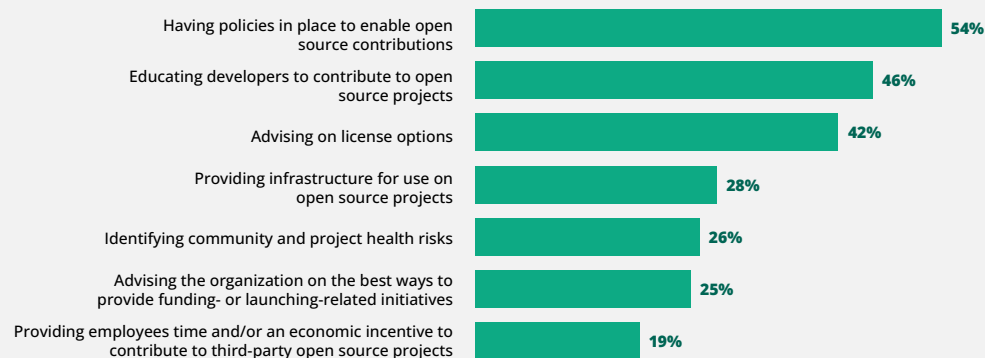 Having policies in place to enable open
source contributions
54%
Educating developers to contribute to open
source projects
46%
Advising on license options
42%
Providing infrastructure for use on
open source projects
28%
Identifying community and project health risks
26%
Advising the organization on the best ways to
provide funding- or launching-related initiatives
25%
Providing employees time and/or an economic incentive to
contribute to third-party open source projects
19%